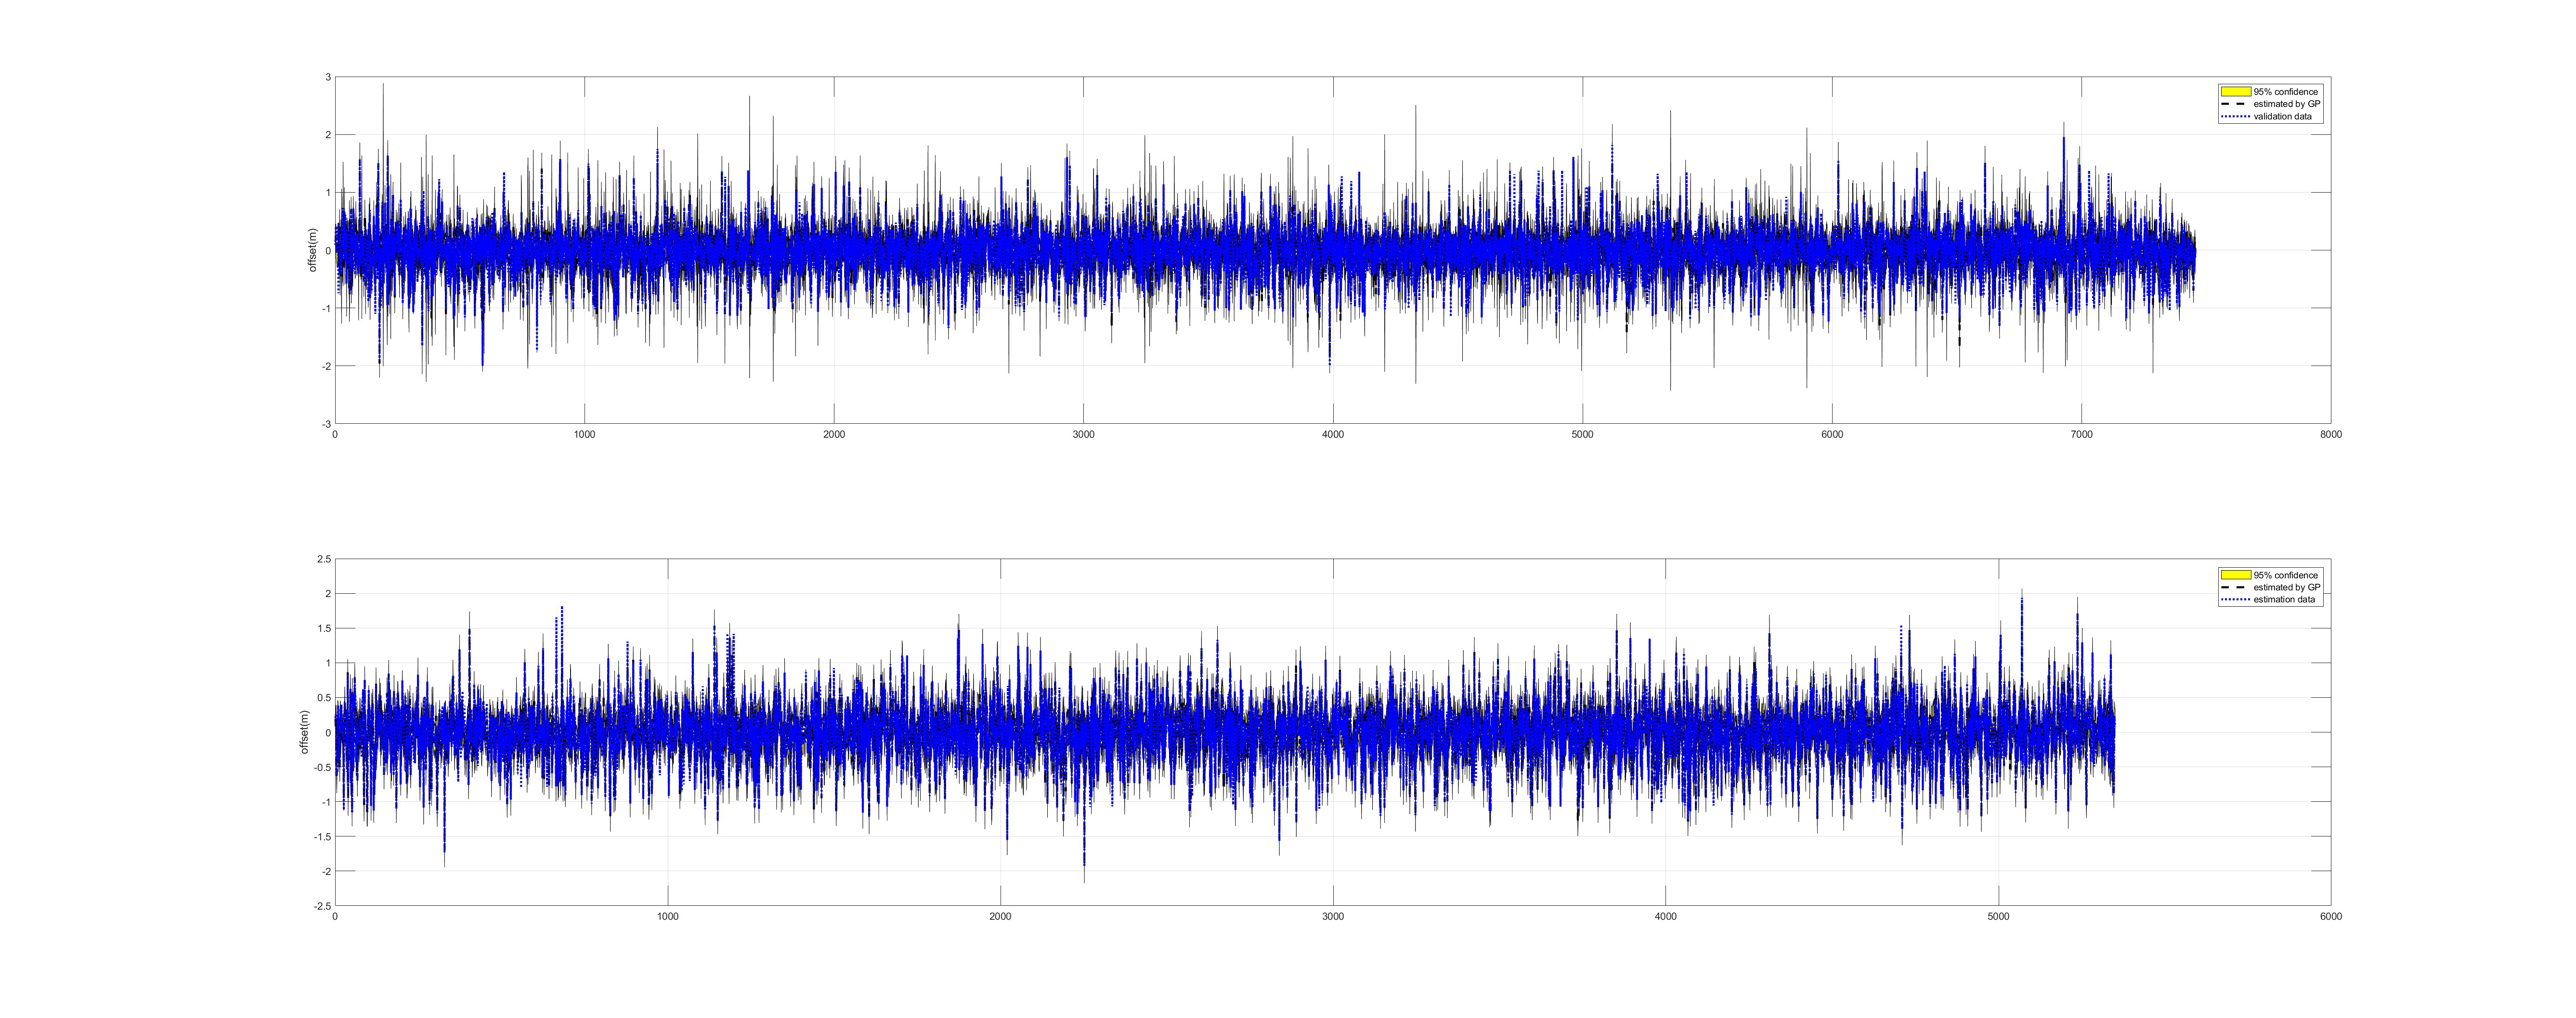 3
2
1
0
-1
-2
-3
offset(m)
0 1000 2000 3000 4000 5000 6000 7000 8000
95% confidence
estimated by GP
validation data
2.5
2
1.5
1
0.5
0
-0.5
-1
-1.5
-2
-2.5
offset(m)
0 1000 2000 3000 4000 5000 6000
95% confidence
estimated by GP
estimation data